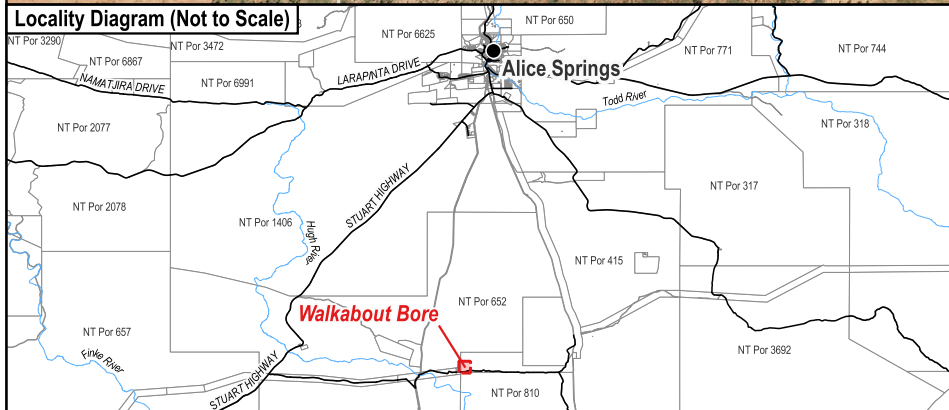 Locality Diagram (Not to Scale)
NT Por 650
NT Por 6625
NT Por 3290
NT Por 3472
NT Por 771
NT Por 744
NT Por 6867
Alice Springs
LARAPINTA DRIVE
NAMATJIRA DRIVE
NT Por 6991
Todd River
NT Por 2077
NT Por 318
NT Por 317
STUART HIGHWAY
NT Por 2078
NT Por 1406
Hugh River
NT Por 415
NT Por 652
Walkabout Bore
NT Por 657
NT Por 3692
Finke River
STUART HIGHWAY
NT Por 810